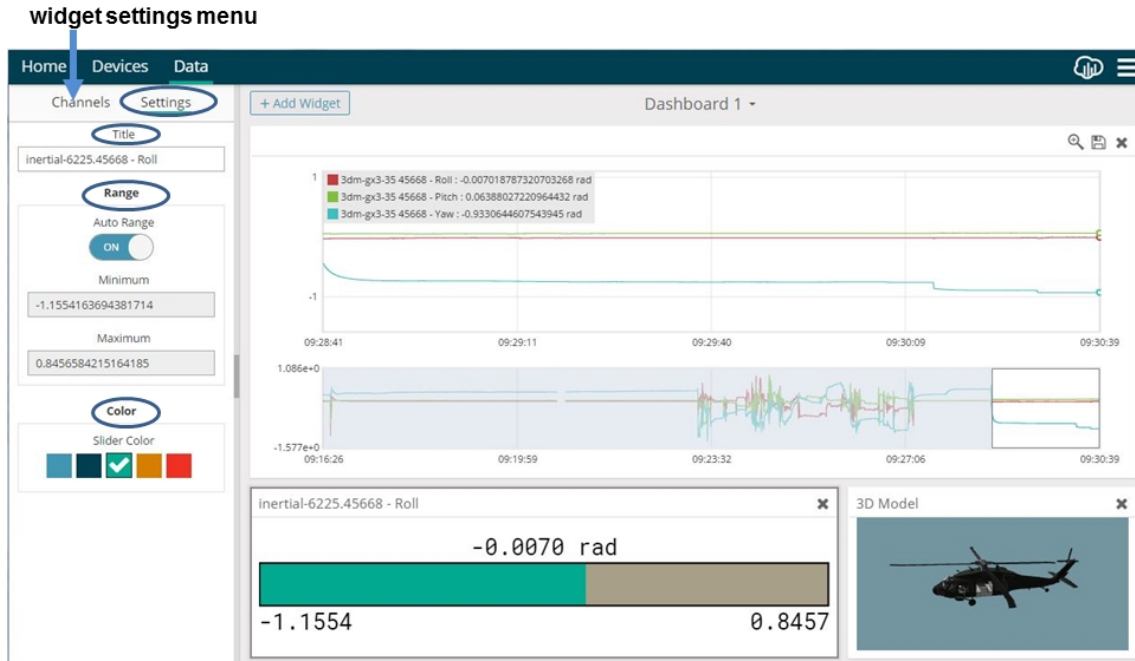 widget settings menu
Home Devices Data
Channels Settings
+ Add Widget
Dashboard 1
Title
inertial-6225.45668 - Roll
Range
Auto Range
ON
Minimum
-1.1554163694381714
Maximum
0.8456584215164185
Color
Slider Color
1
3dm-gx3-35 45668 - Roll : -0.007018787320703268 rad
3dm-gx3-35 45668 - Pitch : 0.06388027220964432 rad
3dm-gx3-35 45668 - Yaw : -0.9330644607543945 rad
-1
09:28:41 09:29:11 09:29:40 09:30:09 09:30:39
1.086e+0
-1.577e+0
09:16:26 09:19:59 09:23:32 09:27:06 09:30:39
inertial-6225.45668 - Roll
-0.0070 rad
-1.1554 0.8457
3D Model